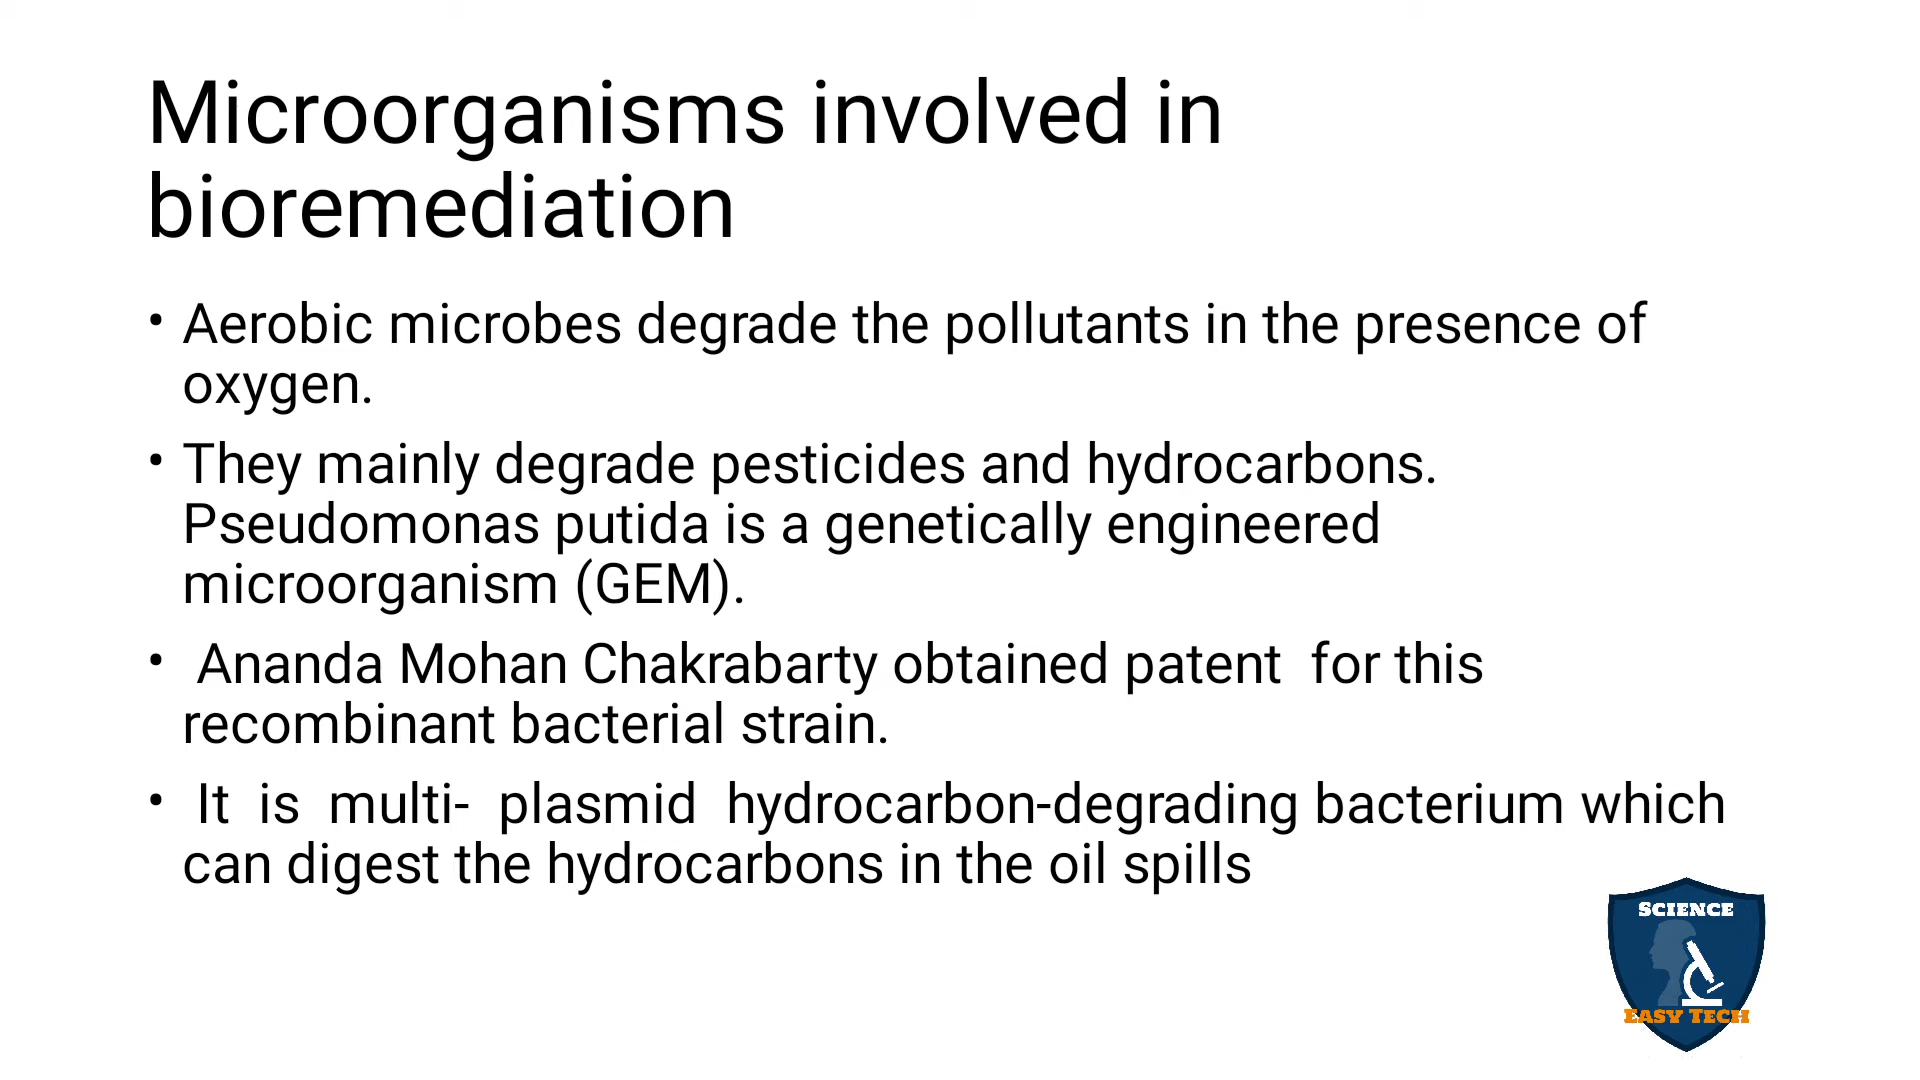 Microorganisms involved in
bioremediation
• Aerobic microbes degrade the pollutants in the presence of
oxygen.
• They mainly degrade pesticides and hydrocarbons.
Pseudomonas putida is a genetically engineered
microorganism (GEM).
• Ananda Mohan Chakrabarty obtained patent for this
recombinant bacterial strain.
• It is multi- plasmid hydrocarbon-degrading bacterium which
can digest the hydrocarbons in the oil spills
SCIENCE
EASY TECH